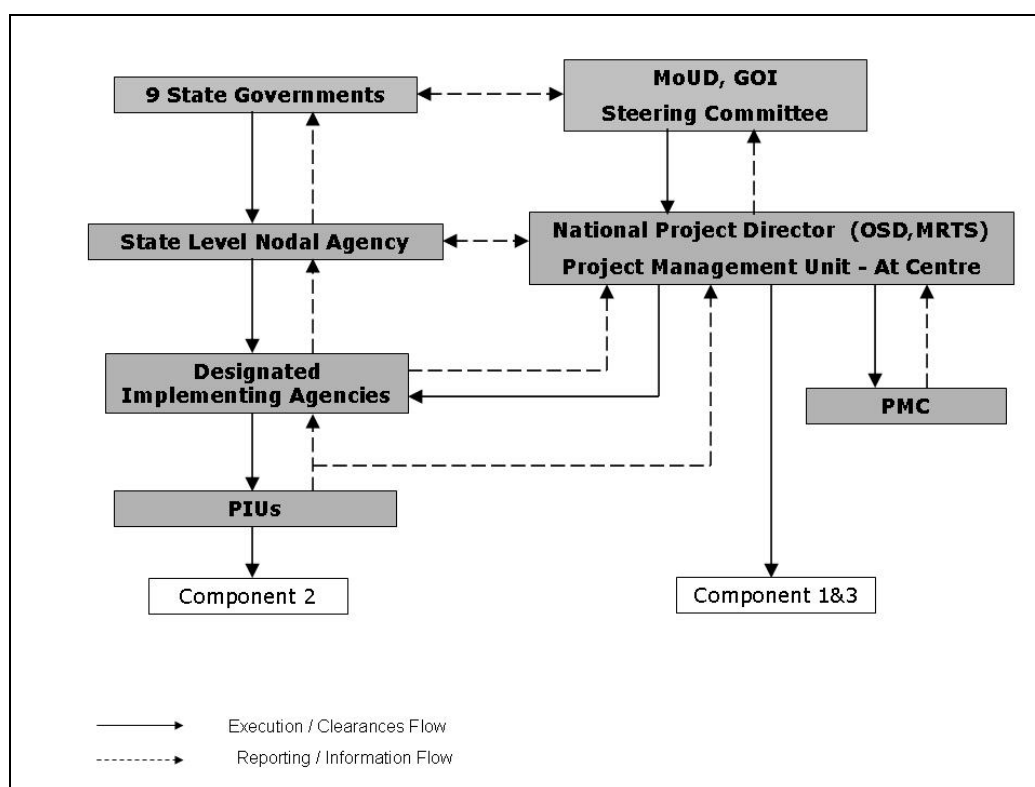 9 State Governments
MoUD, GOI
Steering Committee
State Level Nodal Agency
National Project Director (OSD,MRTS)
Project Management Unit - At Centre
Designated
Implementing Agencies
PMC
PIUs
Component 2
Component 1&3
Execution / Clearances Flow
Reporting / Information Flow